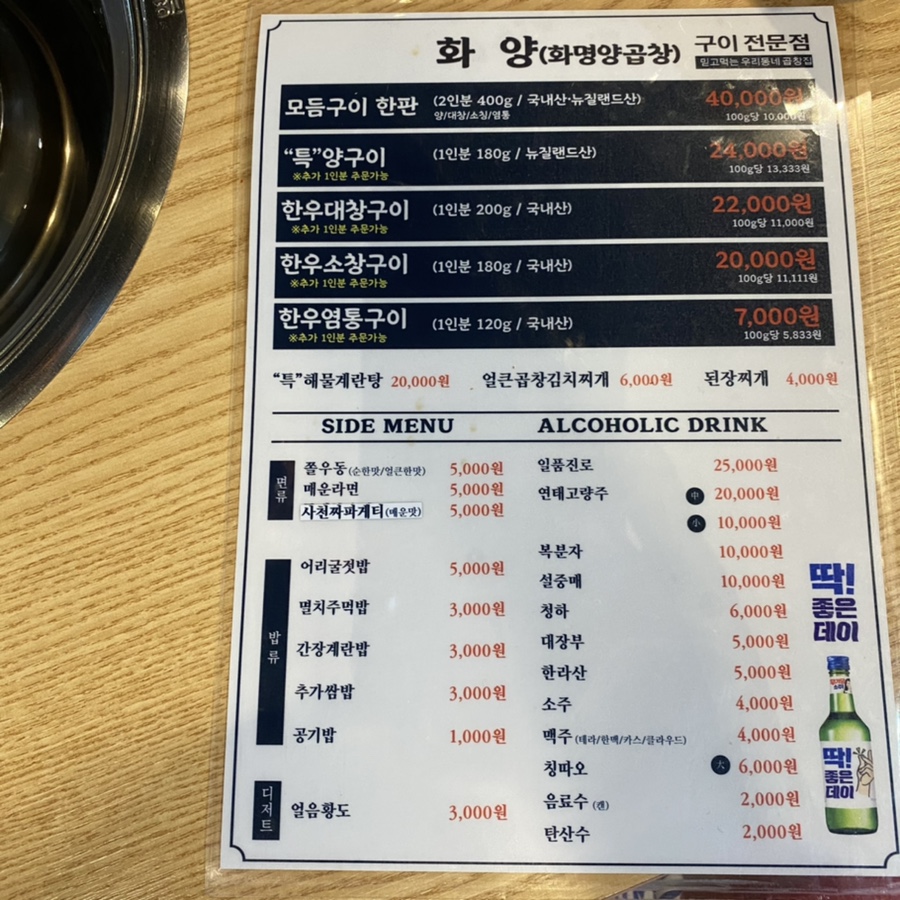 화 양(화명양곱창) 구이 전문점
믿고먹는 우리동네 곱창집
모듬구이 한판 (2인분 400g / 국내산·뉴질랜드산) 40,000원
양/대창/소창/염통 100g당 10,000원
“특”양구이 (1인분 180g / 뉴질랜드산) 24,000원
※추가 1인분 주문가능 100g당 13,333원
한우대창구이 (1인분 200g / 국내산) 22,000원
※추가 1인분 주문가능 100g당 11,000원
한우소창구이 (1인분 180g / 국내산) 20,000원
※추가 1인분 주문가능 100g당 11,111원
한우염통구이 (1인분 120g / 국내산) 7,000원
※추가 1인분 주문가능 100g당 5,833원
“특”해물계란탕 20,000원 얼큰곱창김치찌개 6,000원 된장찌개 4,000원
SIDE MENU
면류
쫄우동(순한맛/얼큰한맛) 5,000원
매운라면 5,000원
사천짜파게티(매운맛) 5,000원
밥류
어리굴젓밥 5,000원
멸치주먹밥 3,000원
간장계란밥 3,000원
추가쌈밥 3,000원
공기밥 1,000원
디저트
얼음황도 3,000원
ALCOHOLIC DRINK
일품진로 25,000원
연태고량주 中 20,000원
小 10,000원
복분자 10,000원
설중매 10,000원
청하 6,000원
대장부 5,000원
한라산 5,000원
소주 4,000원
맥주 (테라/한맥/카스/클라우드) 4,000원
칭따오 大 6,000원
음료수 (캔) 2,000원
탄산수 2,000원
딱!
좋은
데이
딱!
좋은
데이